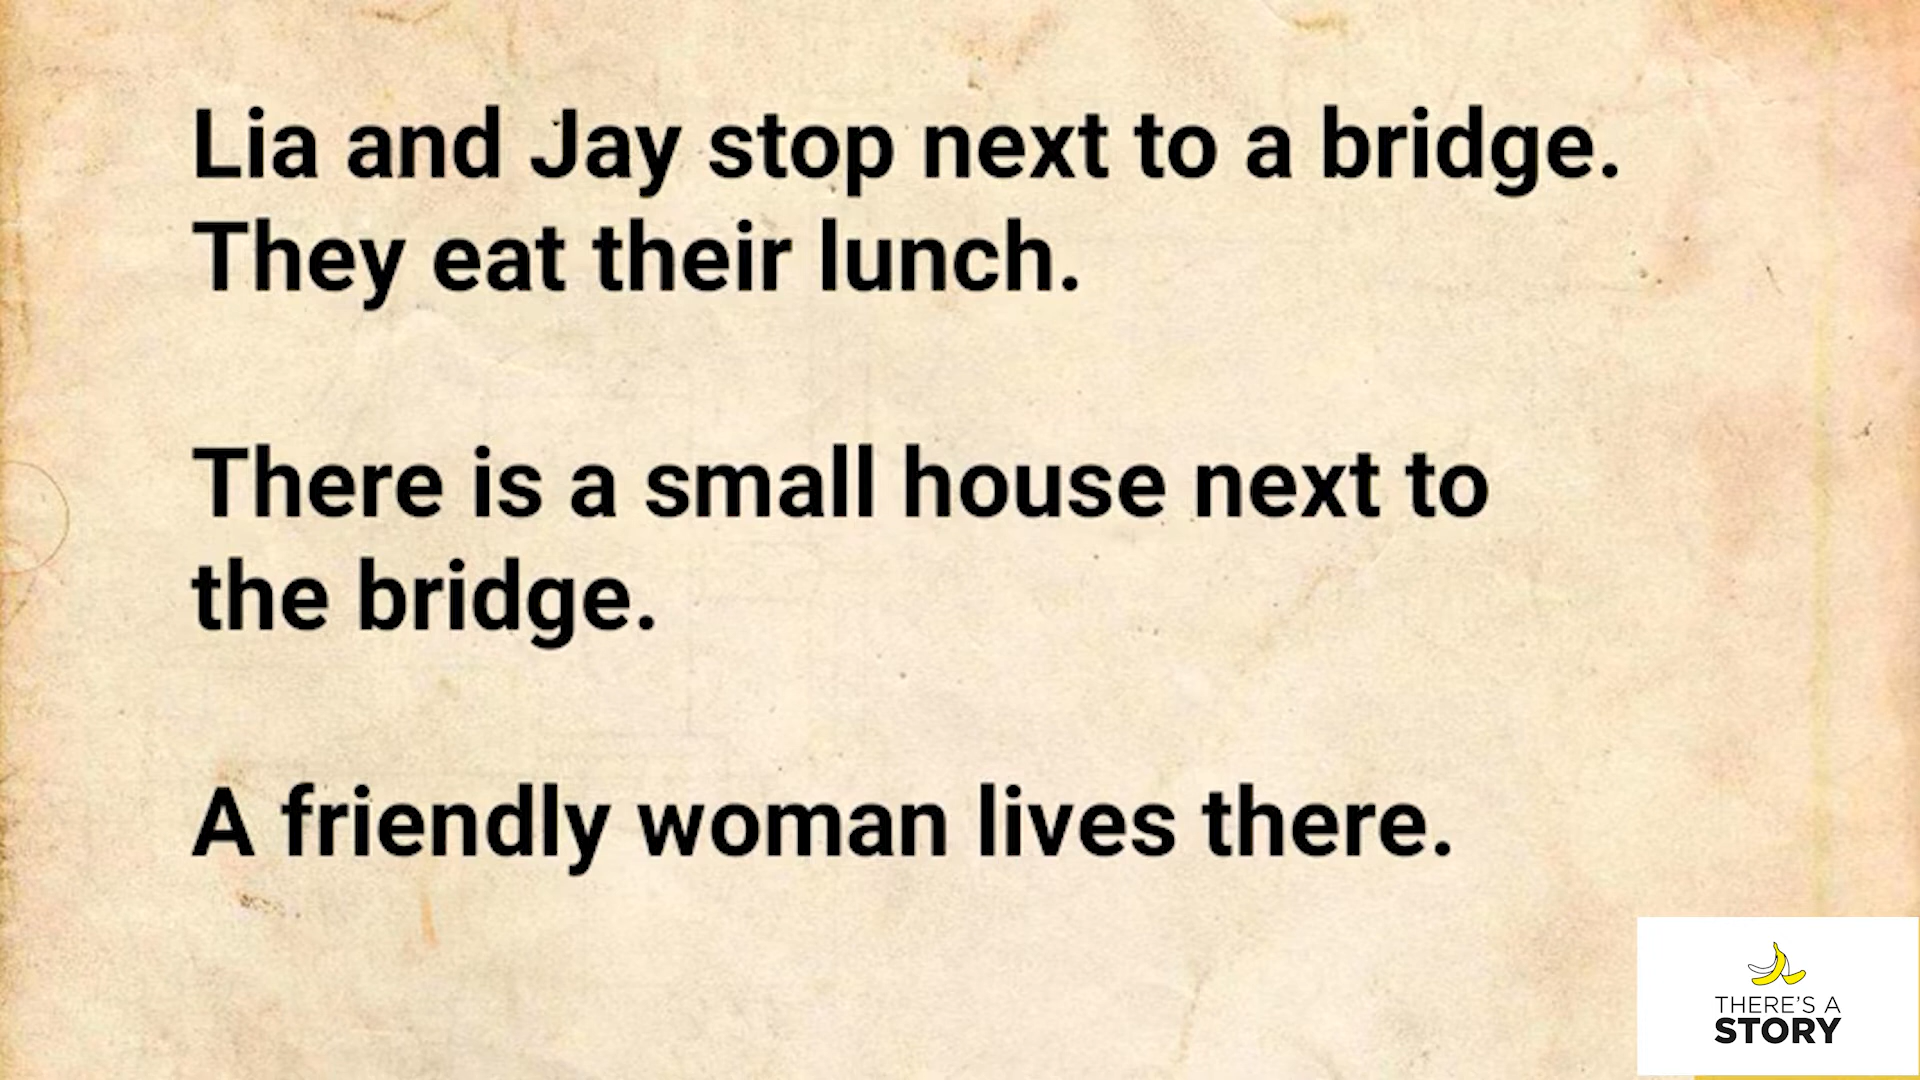 Lia and Jay stop next to a bridge.
They eat their lunch.
There is a small house next to
the bridge.
A friendly woman lives there.
THERE'S A
STORY